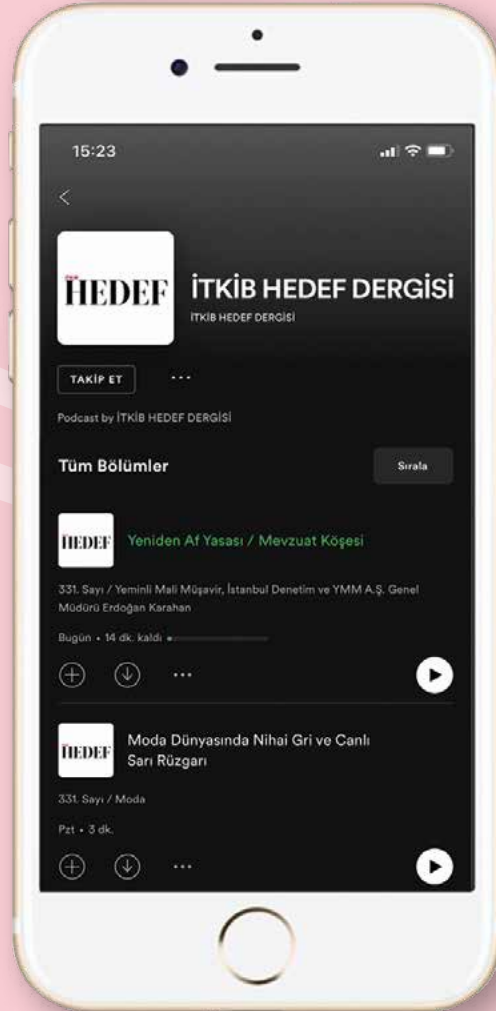 15:23
HEDEF
İTKİB HEDEF DERGİSİ
İTKİB HEDEF DERGİSİ
TAKİP ET
Podcast by İTKİB HEDEF DERGİSİ
Tüm Bölümler
Sırala
HEDEF
Yeniden Af Yasası / Mevzuat Köşesi
331. Sayı / Yeminli Mali Müşavir, İstanbul Denetim ve YMM A.Ş. Genel
Müdürü Erdoğan Karahan
Bugün • 14 dk. kaldı
HEDEF
Moda Dünyasında Nihai Gri ve Canlı
Sarı Rüzgarı
331. Sayı / Moda
Pzt • 3 dk.